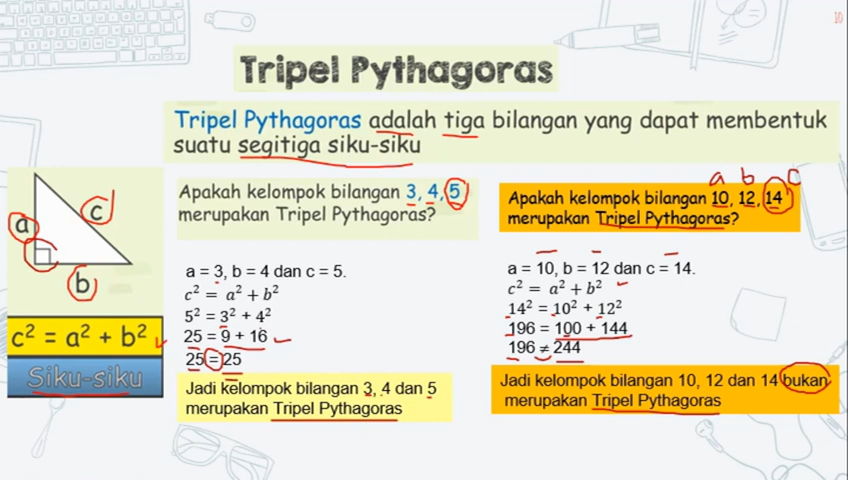 10
Tripel Pythagoras
Tripel Pythagoras adalah tiga bilangan yang dapat membentuk
suatu segitiga siku-siku
a
c
b
c² = a² + b²
Siku-siku
Apakah kelompok bilangan 3, 4, 5
merupakan Tripel Pythagoras?
a = 3, b = 4 dan c = 5.
c² = a² + b²
5² = 3² + 4²
25 = 9 + 16
25 = 25
Jadi kelompok bilangan 3, 4 dan 5
merupakan Tripel Pythagoras
a b c
Apakah kelompok bilangan 10, 12, 14
merupakan Tripel Pythagoras?
a = 10, b = 12 dan c = 14.
c² = a² + b²
14² = 10² + 12²
196 = 100 + 144
196 ≠ 244
Jadi kelompok bilangan 10, 12 dan 14 bukan
merupakan Tripel Pythagoras